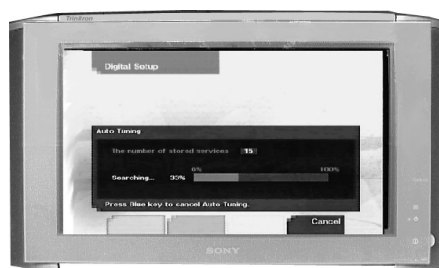 Trinitron
Digital Setup
Auto Tuning
The number of stored services 15
0% 100%
Searching... 33%
Press Blue key to cancel Auto Tuning.
Cancel
SONY